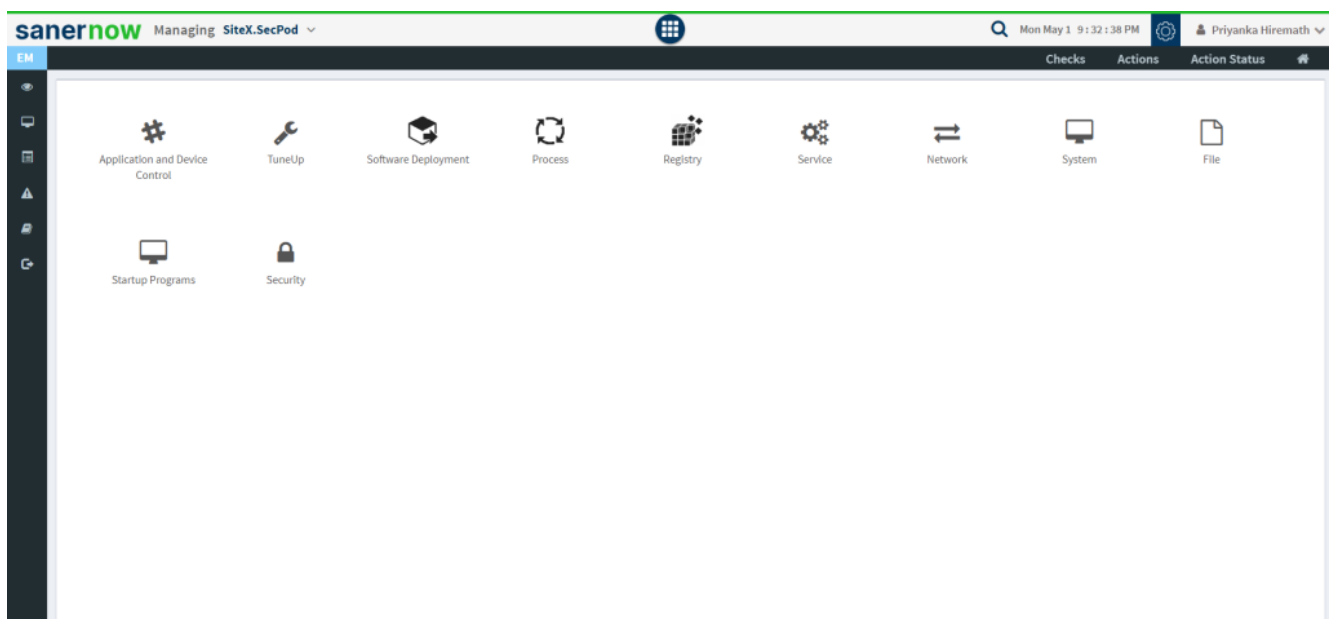 sanernow Managing SiteX.SecPod Mon May 1 9:32:38 PM Priyanka Hiremath
EM Checks Actions Action Status
Application and Device Control TuneUp Software Deployment Process Registry Service Network System File
Startup Programs Security